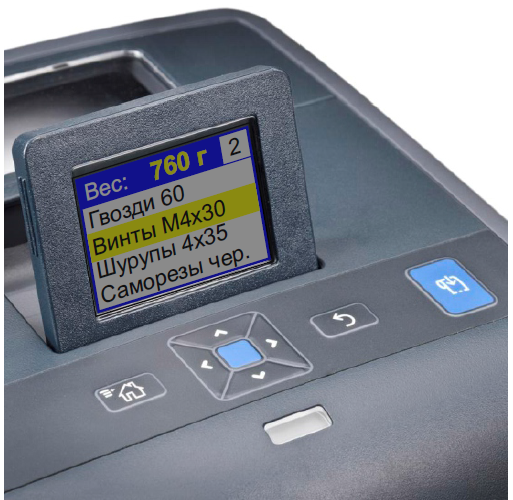 Вес: 760 г 2
Гвозди 60
Винты М4х30
Шурупы 4х35
Саморезы чер.